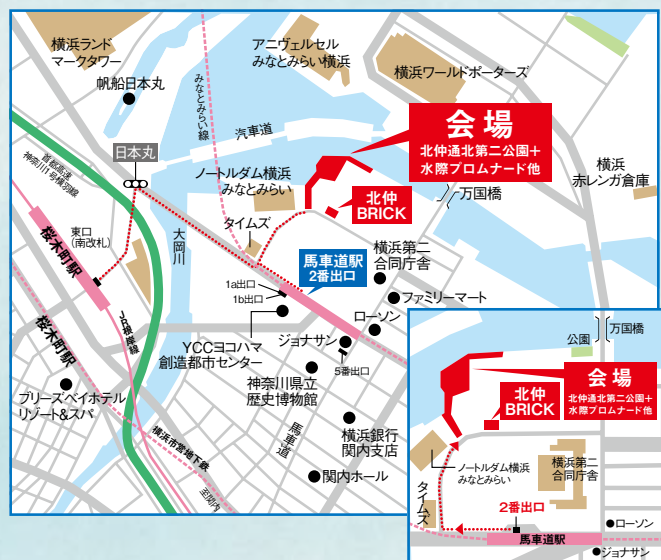 横浜ランド
マークタワー
帆船日本丸
みなとみらい線
アニヴェルセル
みなとみらい横浜
横浜ワールドポーターズ
会場
北仲通北第二公園＋
水際プロムナード他
汽車道
日本丸
首都高速
神奈川1号横羽線
ノートルダム横浜
みなとみらい
北仲
BRICK
万国橋
横浜
赤レンガ倉庫
東口
（南改札）
桜木町駅
大岡川
タイムズ
馬車道駅
2番出口
横浜第二
合同庁舎
1a出口
1b出口
ファミリーマート
ローソン
JR根岸線
桜木町駅
YCCヨコハマ
創造都市センター
ジョナサン
5番出口
ブリーズベイホテル
リゾート&スパ
神奈川県立
歴史博物館
馬車道
横浜銀行
関内支店
横浜市営地下鉄
至関内
関内ホール
公園
万国橋
会場
北仲通北第二公園＋
水際プロムナード他
北仲
BRICK
ノートルダム横浜
みなとみらい
横浜第二
合同庁舎
タイムズ
2番出口
ローソン
馬車道駅
ジョナサン